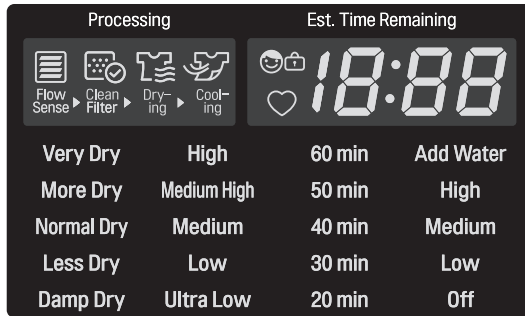 Processing Est. Time Remaining
Flow Sense Clean Filter Dry-ing Cool-ing 18:88
Very Dry High 60 min Add Water
More Dry Medium High 50 min High
Normal Dry Medium 40 min Medium
Less Dry Low 30 min Low
Damp Dry Ultra Low 20 min Off